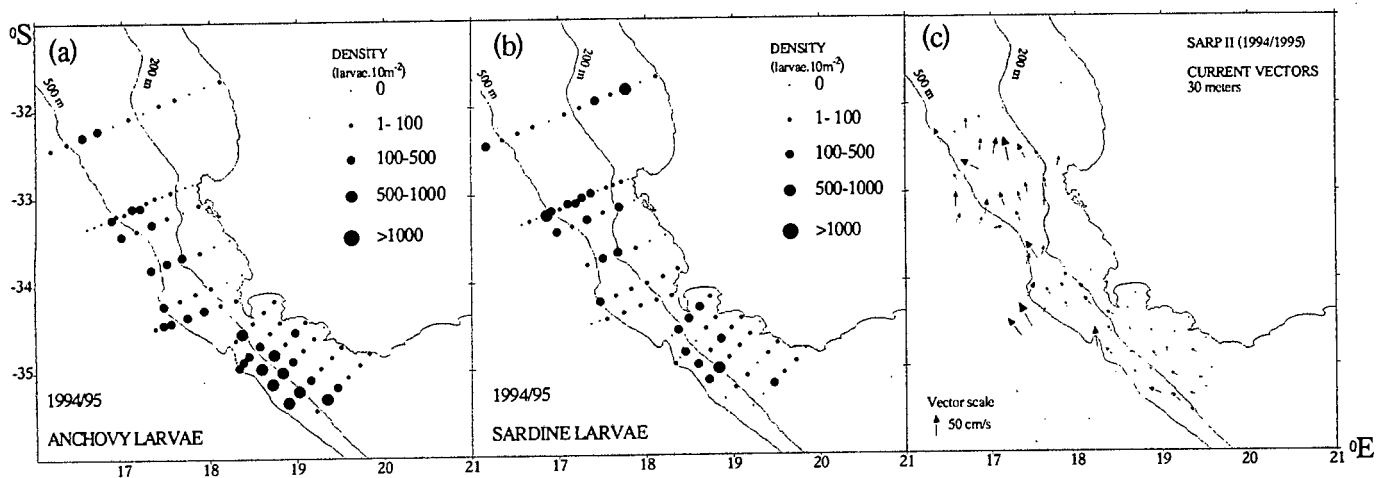 ⁰S
-32
-33
-34
-35
(a)
200 m
500 m
DENSITY
(larvae.10m⁻²)
0
1- 100
100-500
500-1000
>1000
1994/95
ANCHOVY LARVAE
17
18
19
20
21
(b)
200 m
500 m
DENSITY
(larvae.10m⁻²)
0
1- 100
100-500
500-1000
>1000
1994/95
SARDINE LARVAE
17
18
19
20
21
(c)
200 m
500 m
SARP II (1994/1995)
CURRENT VECTORS
30 meters
Vector scale
50 cm/s
17
18
19
20
21
⁰E